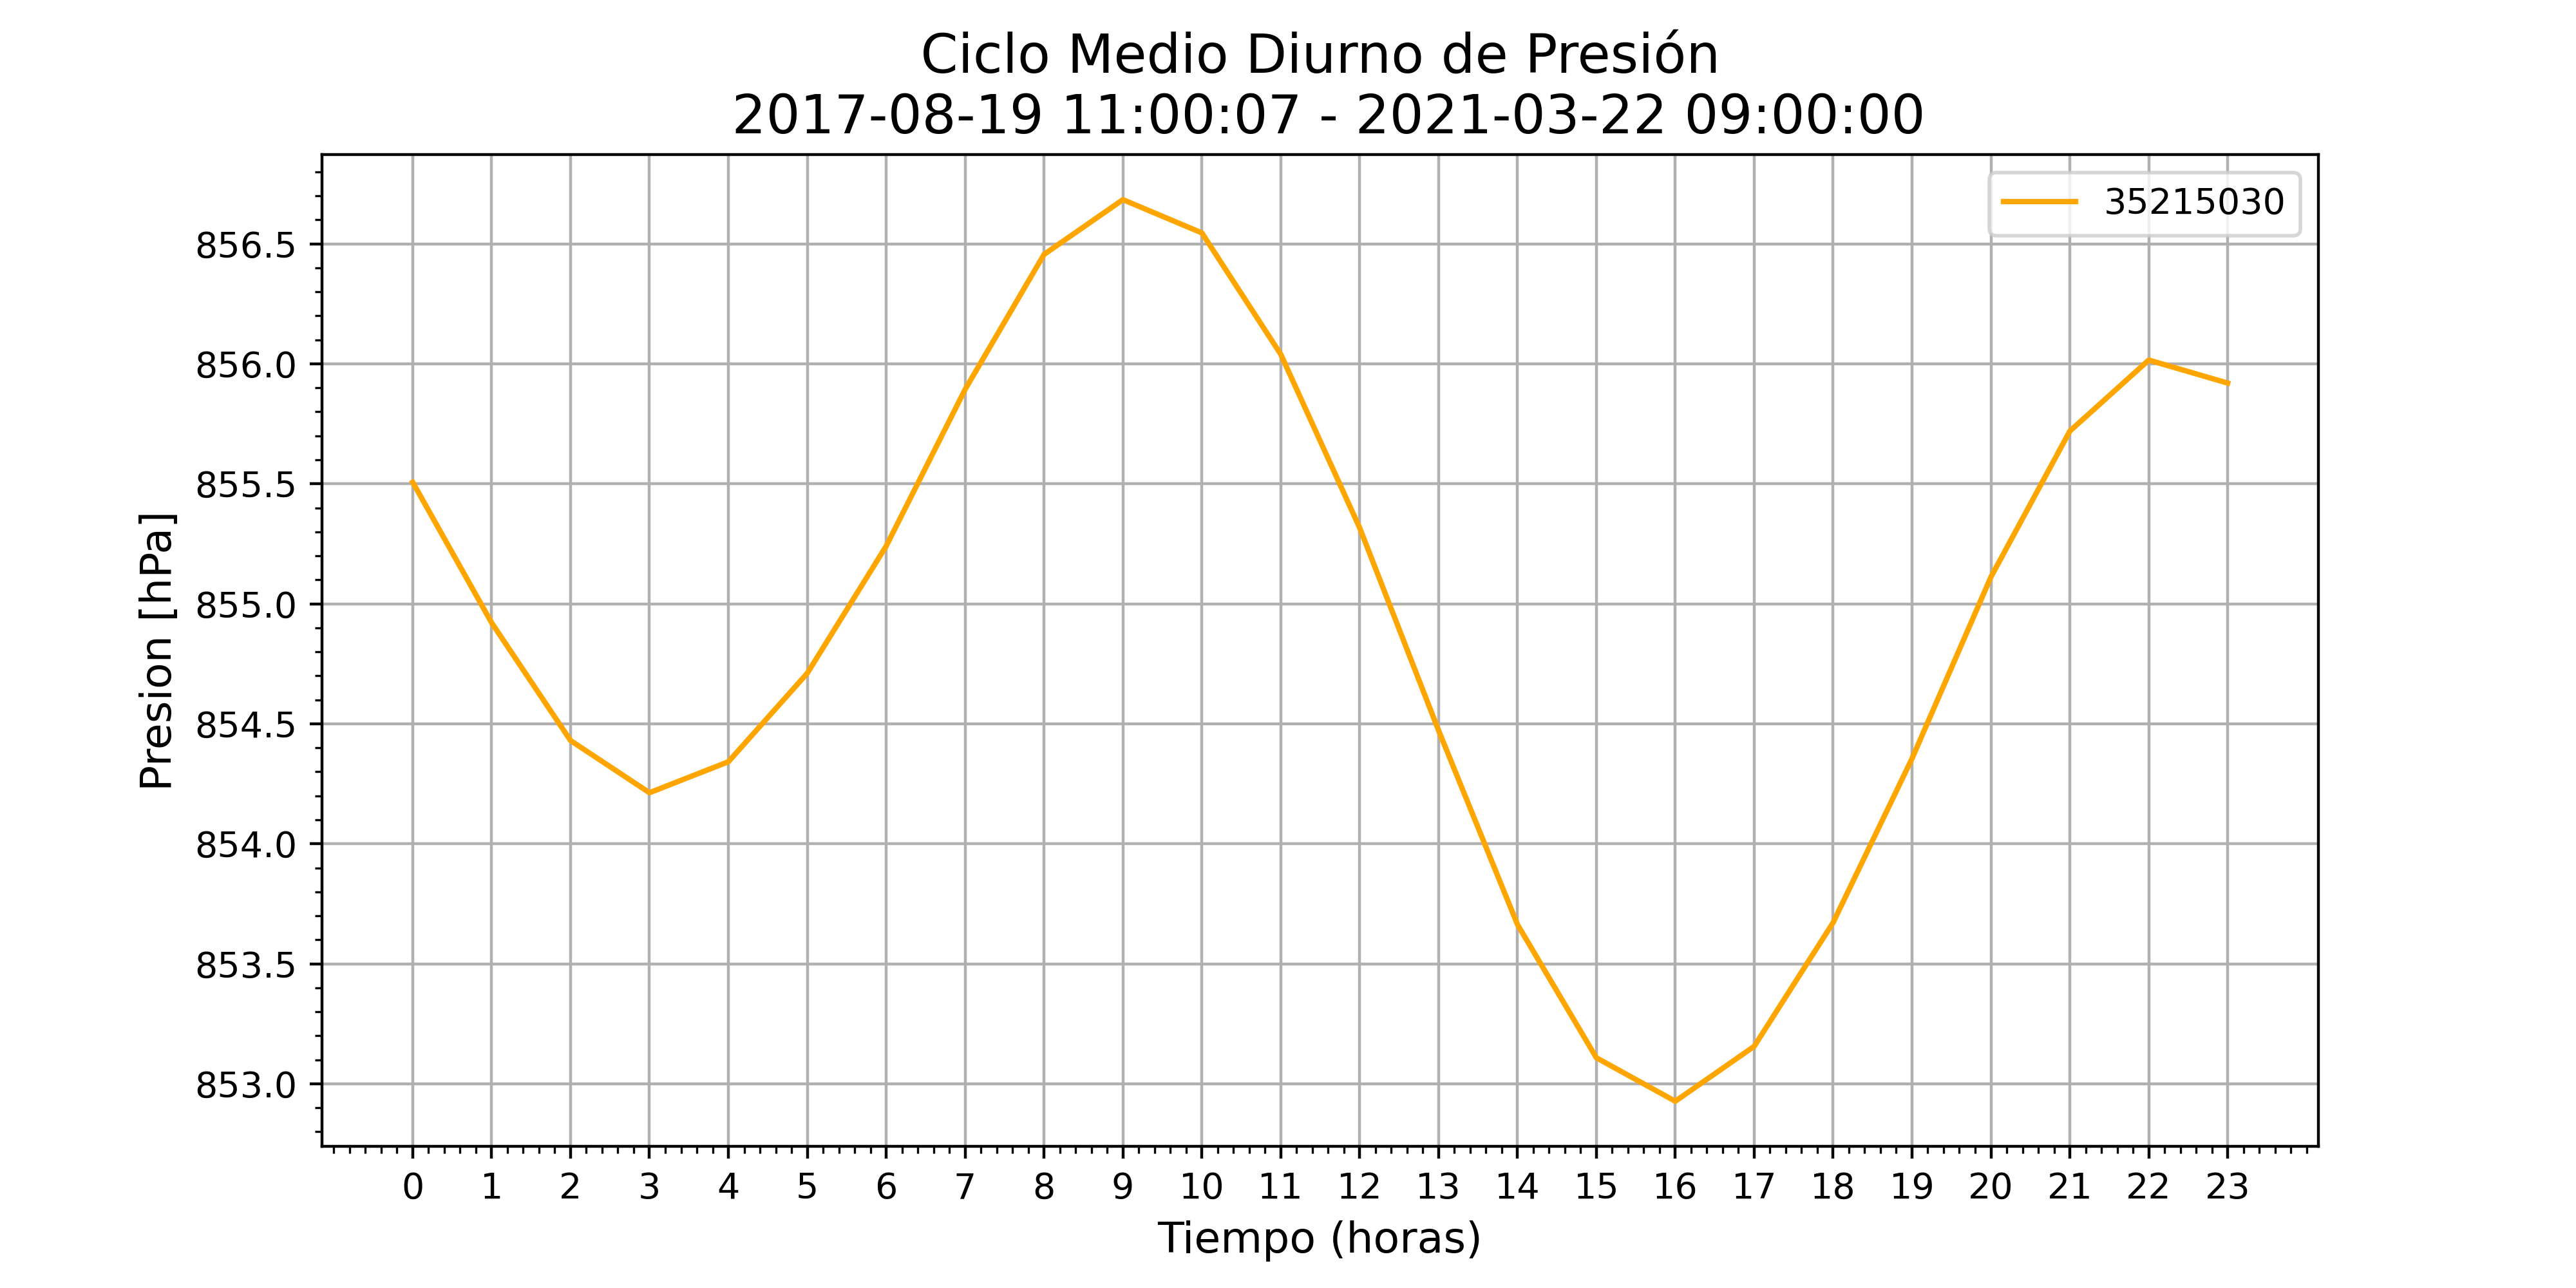 Ciclo Medio Diurno de Presión
2017-08-19 11:00:07 - 2021-03-22 09:00:00
35215030
Presion [hPa]
856.5
856.0
855.5
855.0
854.5
854.0
853.5
853.0
0 1 2 3 4 5 6 7 8 9 10 11 12 13 14 15 16 17 18 19 20 21 22 23
Tiempo (horas)